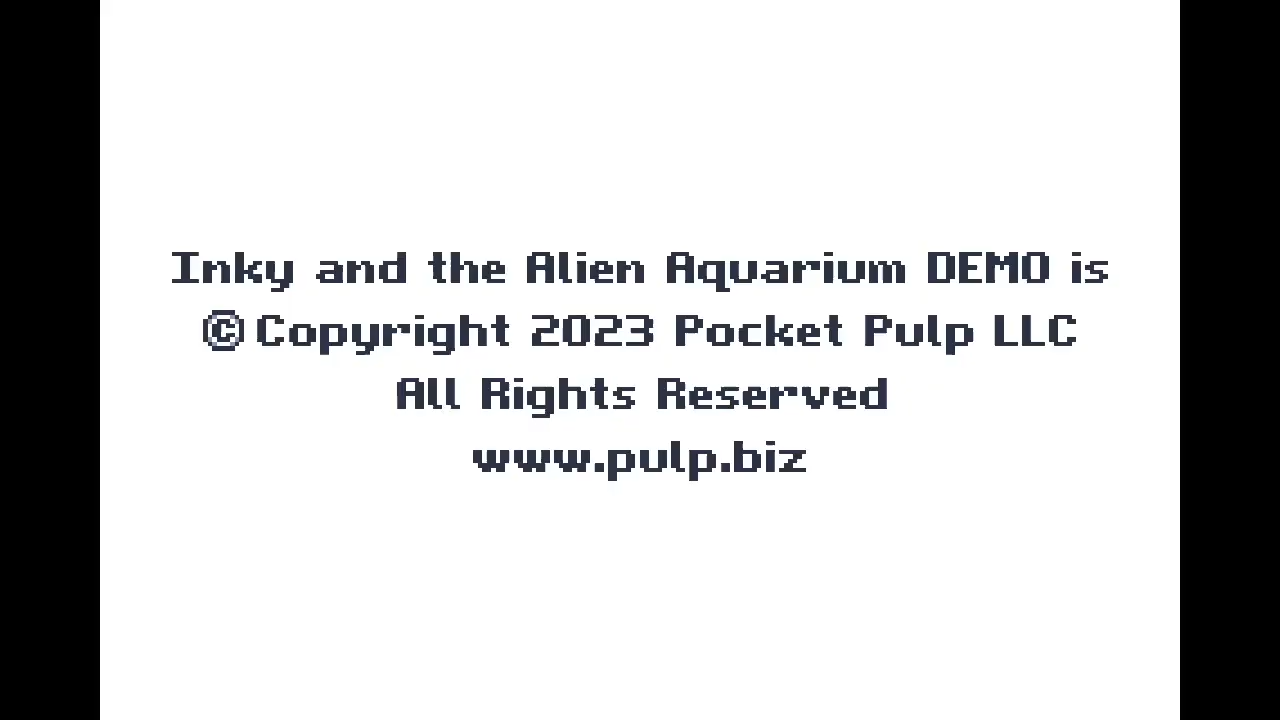 Inky and the Alien Aquarium DEMO is
© Copyright 2023 Pocket Pulp LLC
All Rights Reserved
www.pulp.biz